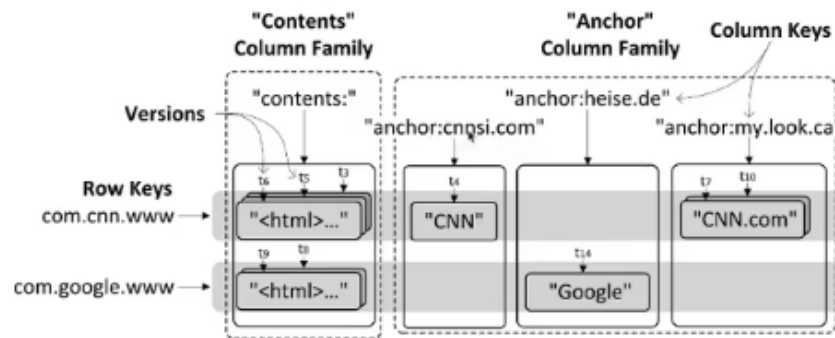 "Contents"
Column Family
"Anchor"
Column Family
Column Keys
"contents:"
"anchor:heise.de"
Versions
"anchor:cnnsi.com"
"anchor:my.look.ca
Row Keys
t6 t5 t3 t4 t7 t10
com.cnn.www "<html>..." "CNN" "CNN.com"
t9 t8 t14
com.google.www "<html>..." "Google"